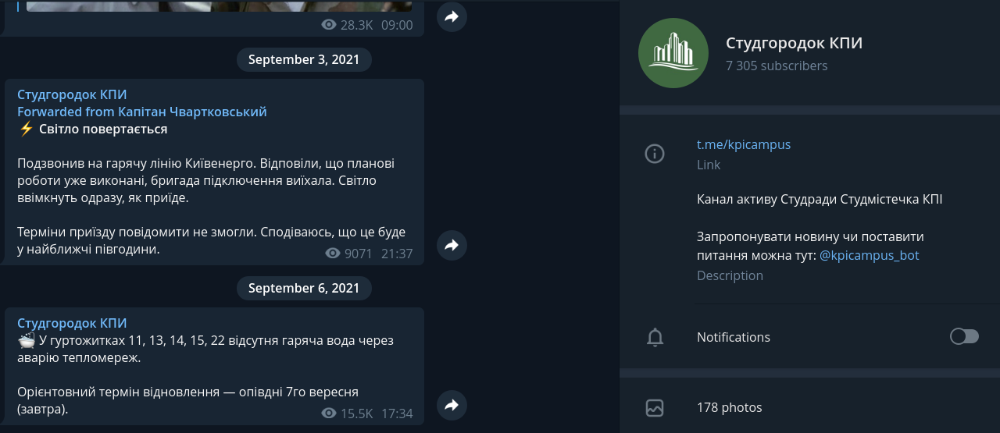 28.3K 09:00
September 3, 2021
Студгородок КПИ
Forwarded from Капітан Чвартковський
⚡ Світло повертається
Подзвонив на гарячу лінію Київенерго. Відповіли, що планові
роботи уже виконані, бригада підключення виїхала. Світло
ввімкнуть одразу, як приїде.
Терміни приїзду повідомити не змогли. Сподіваюсь, що це буде
у найближчі півгодини.
9071 21:37
September 6, 2021
Студгородок КПИ
🛁 У гуртожитках 11, 13, 14, 15, 22 відсутня гаряча вода через
аварію тепломереж.
Орієнтовний термін відновлення — опівдні 7го вересня
(завтра).
15.5K 17:34
Студгородок КПИ
7 305 subscribers
t.me/kpicampus
Link
Канал активу Студради Студмістечка КПІ
Запропонувати новину чи поставити
питання можна тут: @kpicampus_bot
Description
Notifications
178 photos